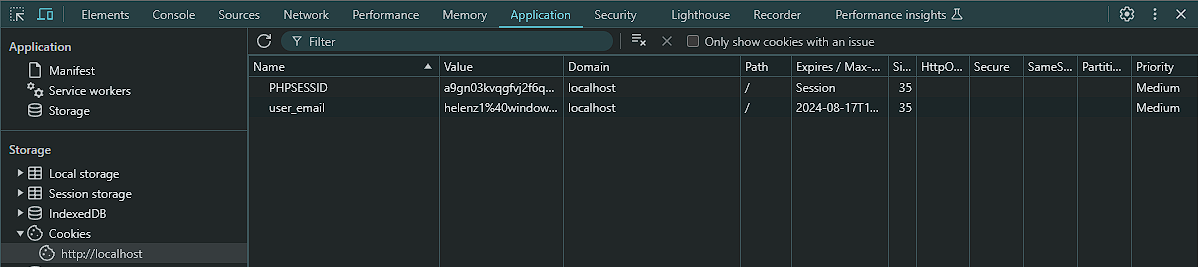 Elements Console Sources Network Performance Memory Application Security Lighthouse Recorder Performance insights
Application
Manifest
Service workers
Storage
Storage
Local storage
Session storage
IndexedDB
Cookies
http://localhost
Filter Only show cookies with an issue
Name Value Domain Path Expires / Max-... Si... HttpO... Secure SameS... Partiti... Priority
PHPSESSID a9gn03kvqgfvj2f6q... localhost / Session 35 Medium
user_email helenz1%40window... localhost / 2024-08-17T1... 35 Medium